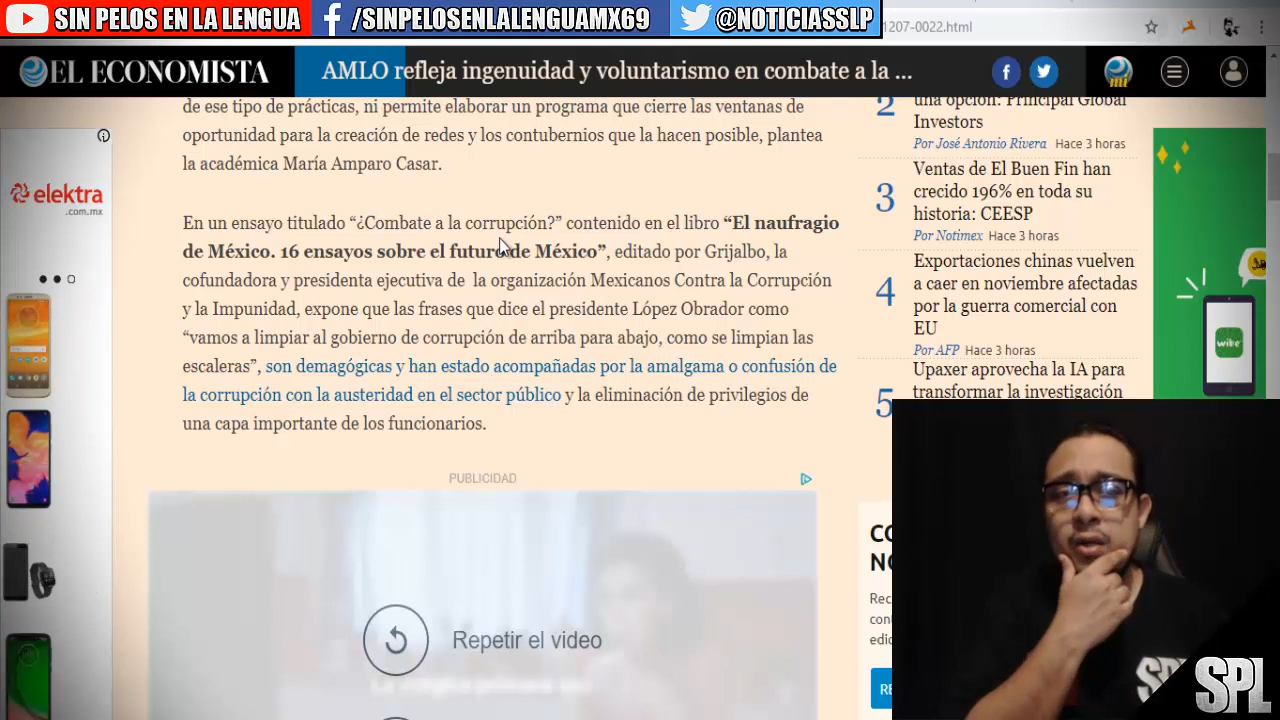 SIN PELOS EN LA LENGUA
/SINPELOSENLALENGUAMX69
@NOTICIASSLP
1207-0022.html
EL ECONOMISTA
AMLO refleja ingenuidad y voluntarismo en combate a la ...
de ese tipo de prácticas, ni permite elaborar un programa que cierre las ventanas de
oportunidad para la creación de redes y los contubernios que la hacen posible, plantea
la académica María Amparo Casar.
En un ensayo titulado “¿Combate a la corrupción?” contenido en el libro “El naufragio
de México. 16 ensayos sobre el futuro de México”, editado por Grijalbo, la
cofundadora y presidenta ejecutiva de la organización Mexicanos Contra la Corrupción
y la Impunidad, expone que las frases que dice el presidente López Obrador como
“vamos a limpiar al gobierno de corrupción de arriba para abajo, como se limpian las
escaleras”, son demagógicas y han estado acompañadas por la amalgama o confusión de
la corrupción con la austeridad en el sector público y la eliminación de privilegios de
una capa importante de los funcionarios.
PUBLICIDAD
Repetir el video
elektra
.com.mx
2
una opción: Principal Global
Investors
Por José Antonio Rivera Hace 3 horas
3
Ventas de El Buen Fin han
crecido 196% en toda su
historia: CEESP
Por Notimex Hace 3 horas
4
Exportaciones chinas vuelven
a caer en noviembre afectadas
por la guerra comercial con
EU
Por AFP Hace 3 horas
5
Upaxer aprovecha la IA para
transformar la investigación
wibe
CO
NO
Rec
cont
edic
RE
SPL
SPL